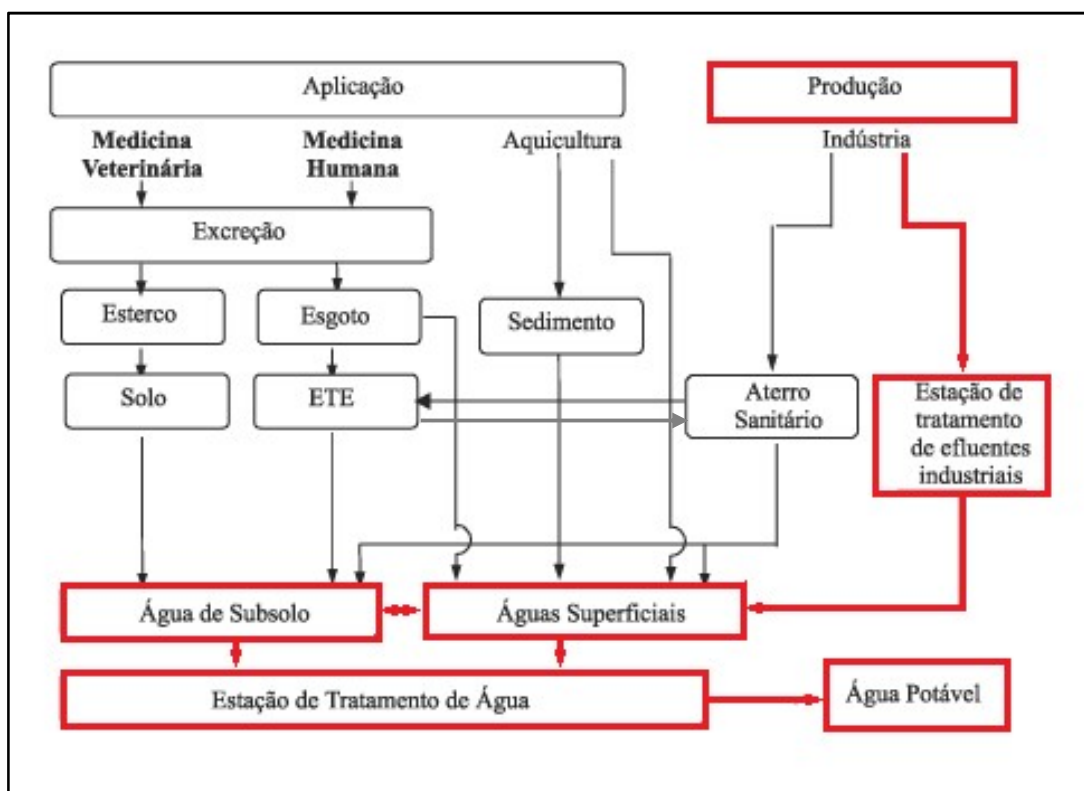 Aplicação
Produção
Medicina
Veterinária
Medicina
Humana
Aquicultura
Indústria
Excreção
Esterco
Esgoto
Sedimento
Solo
ETE
Aterro
Sanitário
Estação de
tratamento
de efluentes
industriais
Água de Subsolo
Águas Superficiais
Estação de Tratamento de Água
Água Potável